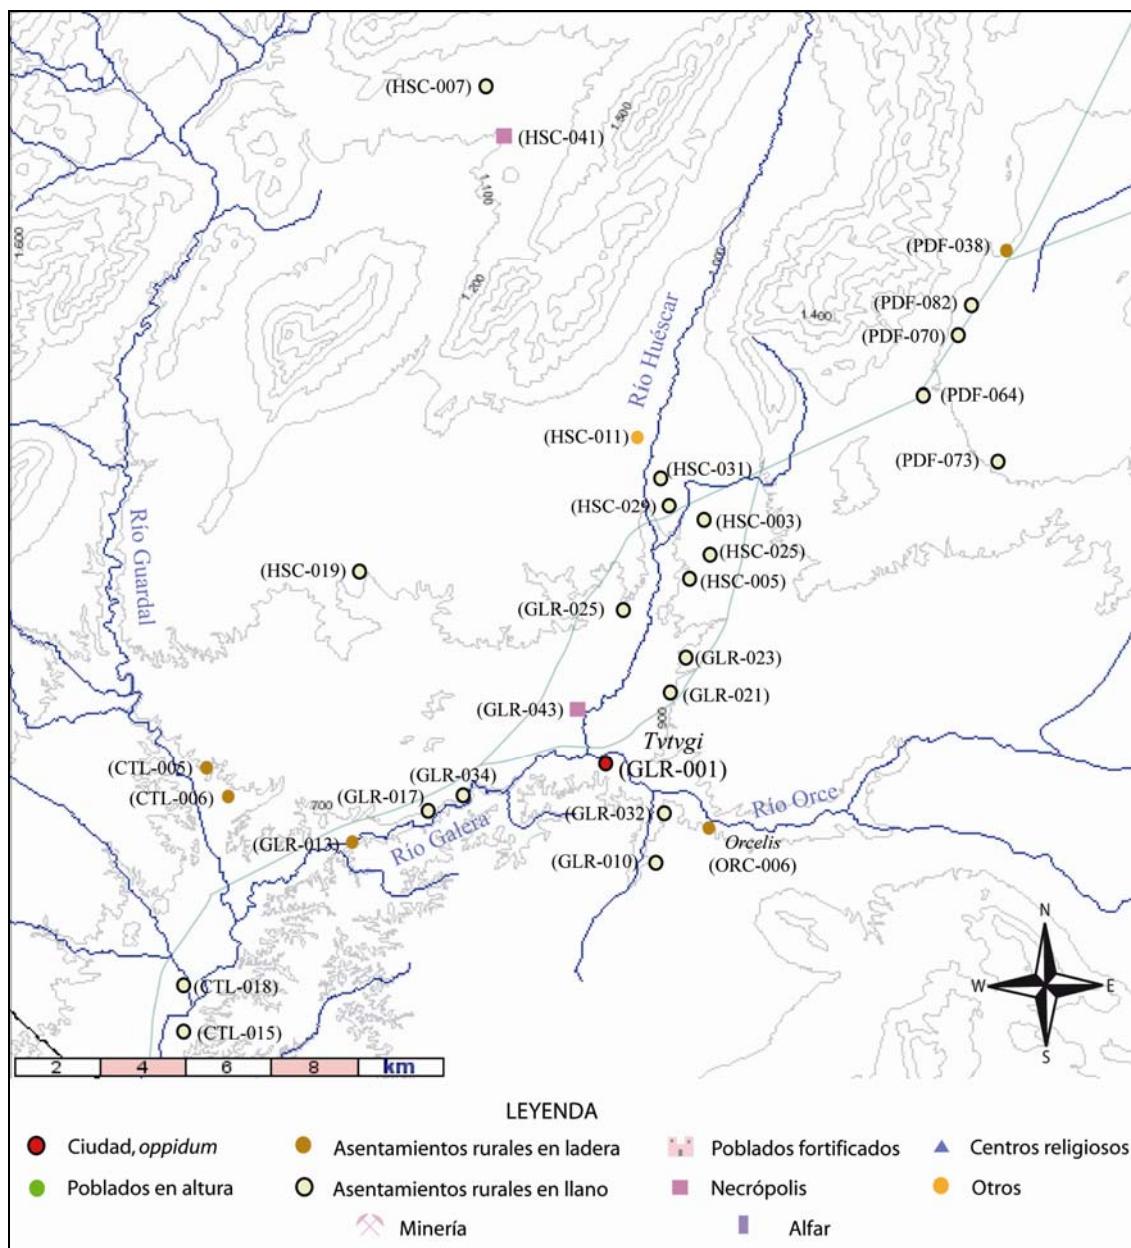 (HSC-007)
(HSC-041)
1.500
1.100
1.600
(PDF-038)
1.000
1.200
(PDF-082)
Río Huéscar
1.400
(PDF-070)
(PDF-064)
(HSC-011)
(PDF-073)
(HSC-031)
(HSC-029)
(HSC-003)
Río Guardal
(HSC-025)
(HSC-019)
(HSC-005)
(GLR-025)
(GLR-023)
(GLR-021)
(GLR-043)
900
Tvtvgi
(GLR-001)
(CTL-005)
(GLR-034)
(CTL-006)
(GLR-017)
700
Río Orce
(GLR-032)
(GLR-013)
Río Galera
Orcelis
(ORC-006)
(GLR-010)
N
W
E
S
(CTL-018)
(CTL-015)
2 4 6 8 km
LEYENDA
Ciudad, oppidum
Asentamientos rurales en ladera
Poblados fortificados
Centros religiosos
Poblados en altura
Asentamientos rurales en llano
Necrópolis
Otros
Minería
Alfar